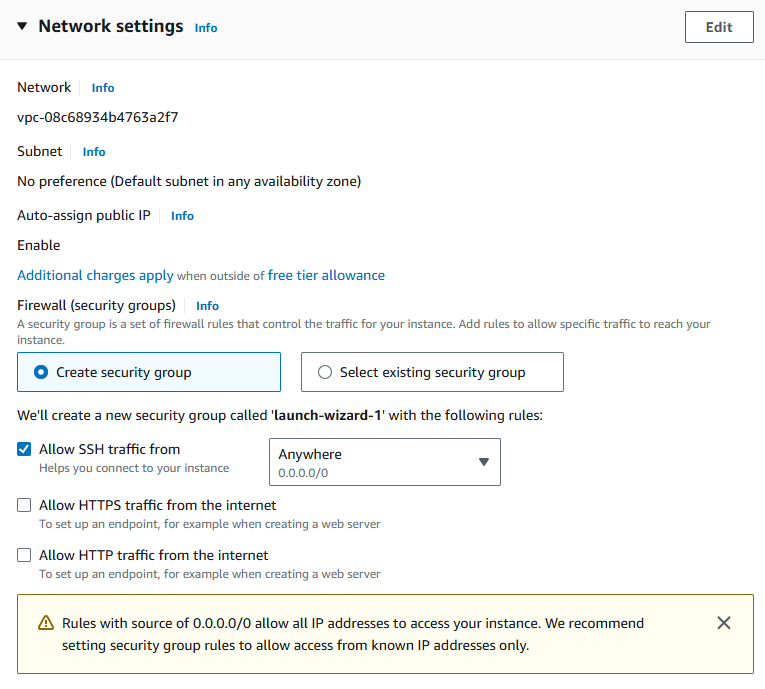 Network settings Info Edit
Network Info
vpc-08c68934b4763a2f7
Subnet Info
No preference (Default subnet in any availability zone)
Auto-assign public IP Info
Enable
Additional charges apply when outside of free tier allowance
Firewall (security groups) Info
A security group is a set of firewall rules that control the traffic for your instance. Add rules to allow specific traffic to reach your
instance.
Create security group Select existing security group
We'll create a new security group called 'launch-wizard-1' with the following rules:
Allow SSH traffic from
Helps you connect to your instance
Anywhere
0.0.0.0/0
Allow HTTPS traffic from the internet
To set up an endpoint, for example when creating a web server
Allow HTTP traffic from the internet
To set up an endpoint, for example when creating a web server
Rules with source of 0.0.0.0/0 allow all IP addresses to access your instance. We recommend
setting security group rules to allow access from known IP addresses only.